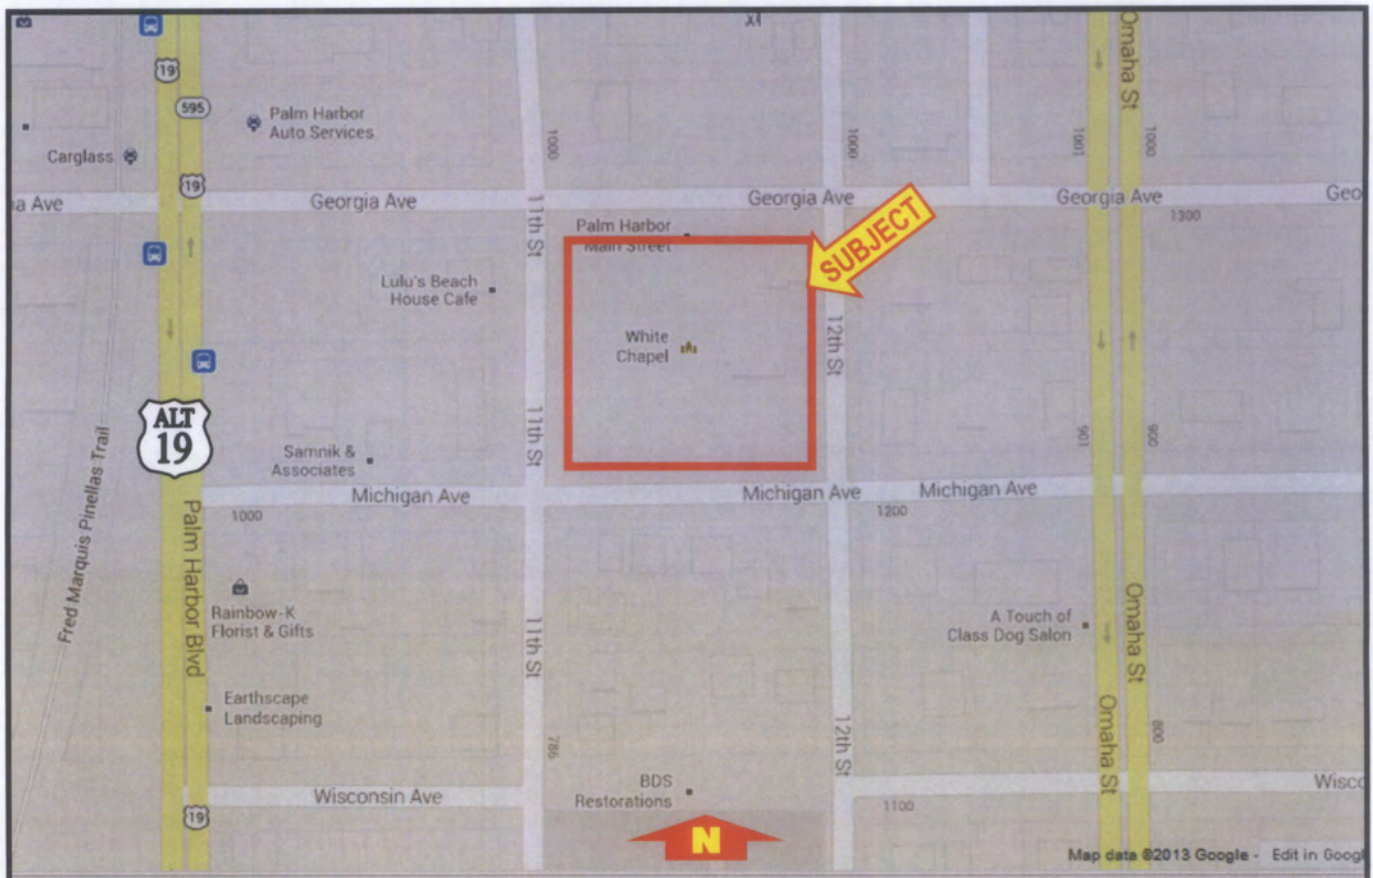 Omaha St
19
595
Palm Harbor
Auto Services
Carglass
1000
1000
1001
1000
19
ia Ave
Georgia Ave
Georgia Ave
Georgia Ave
Geo
11th St
1300
Palm Harbor
Main Street
SUBJECT
Lulu's Beach
House Cafe
White
Chapel
12th St
ALT
19
11th St
901
900
Samnik &
Associates
Michigan Ave
Michigan Ave
Michigan Ave
1000
1200
Fred Marquis Pinellas Trail
Palm Harbor Blvd
Rainbow-K
Florist & Gifts
11th St
A Touch of
Class Dog Salon
Omaha St
Earthscape
Landscaping
786
12th St
Omaha St
800
BDS
Restorations
Wisconsin Ave
Wisco
1100
19
N
Map data ©2013 Google - Edit in Googl